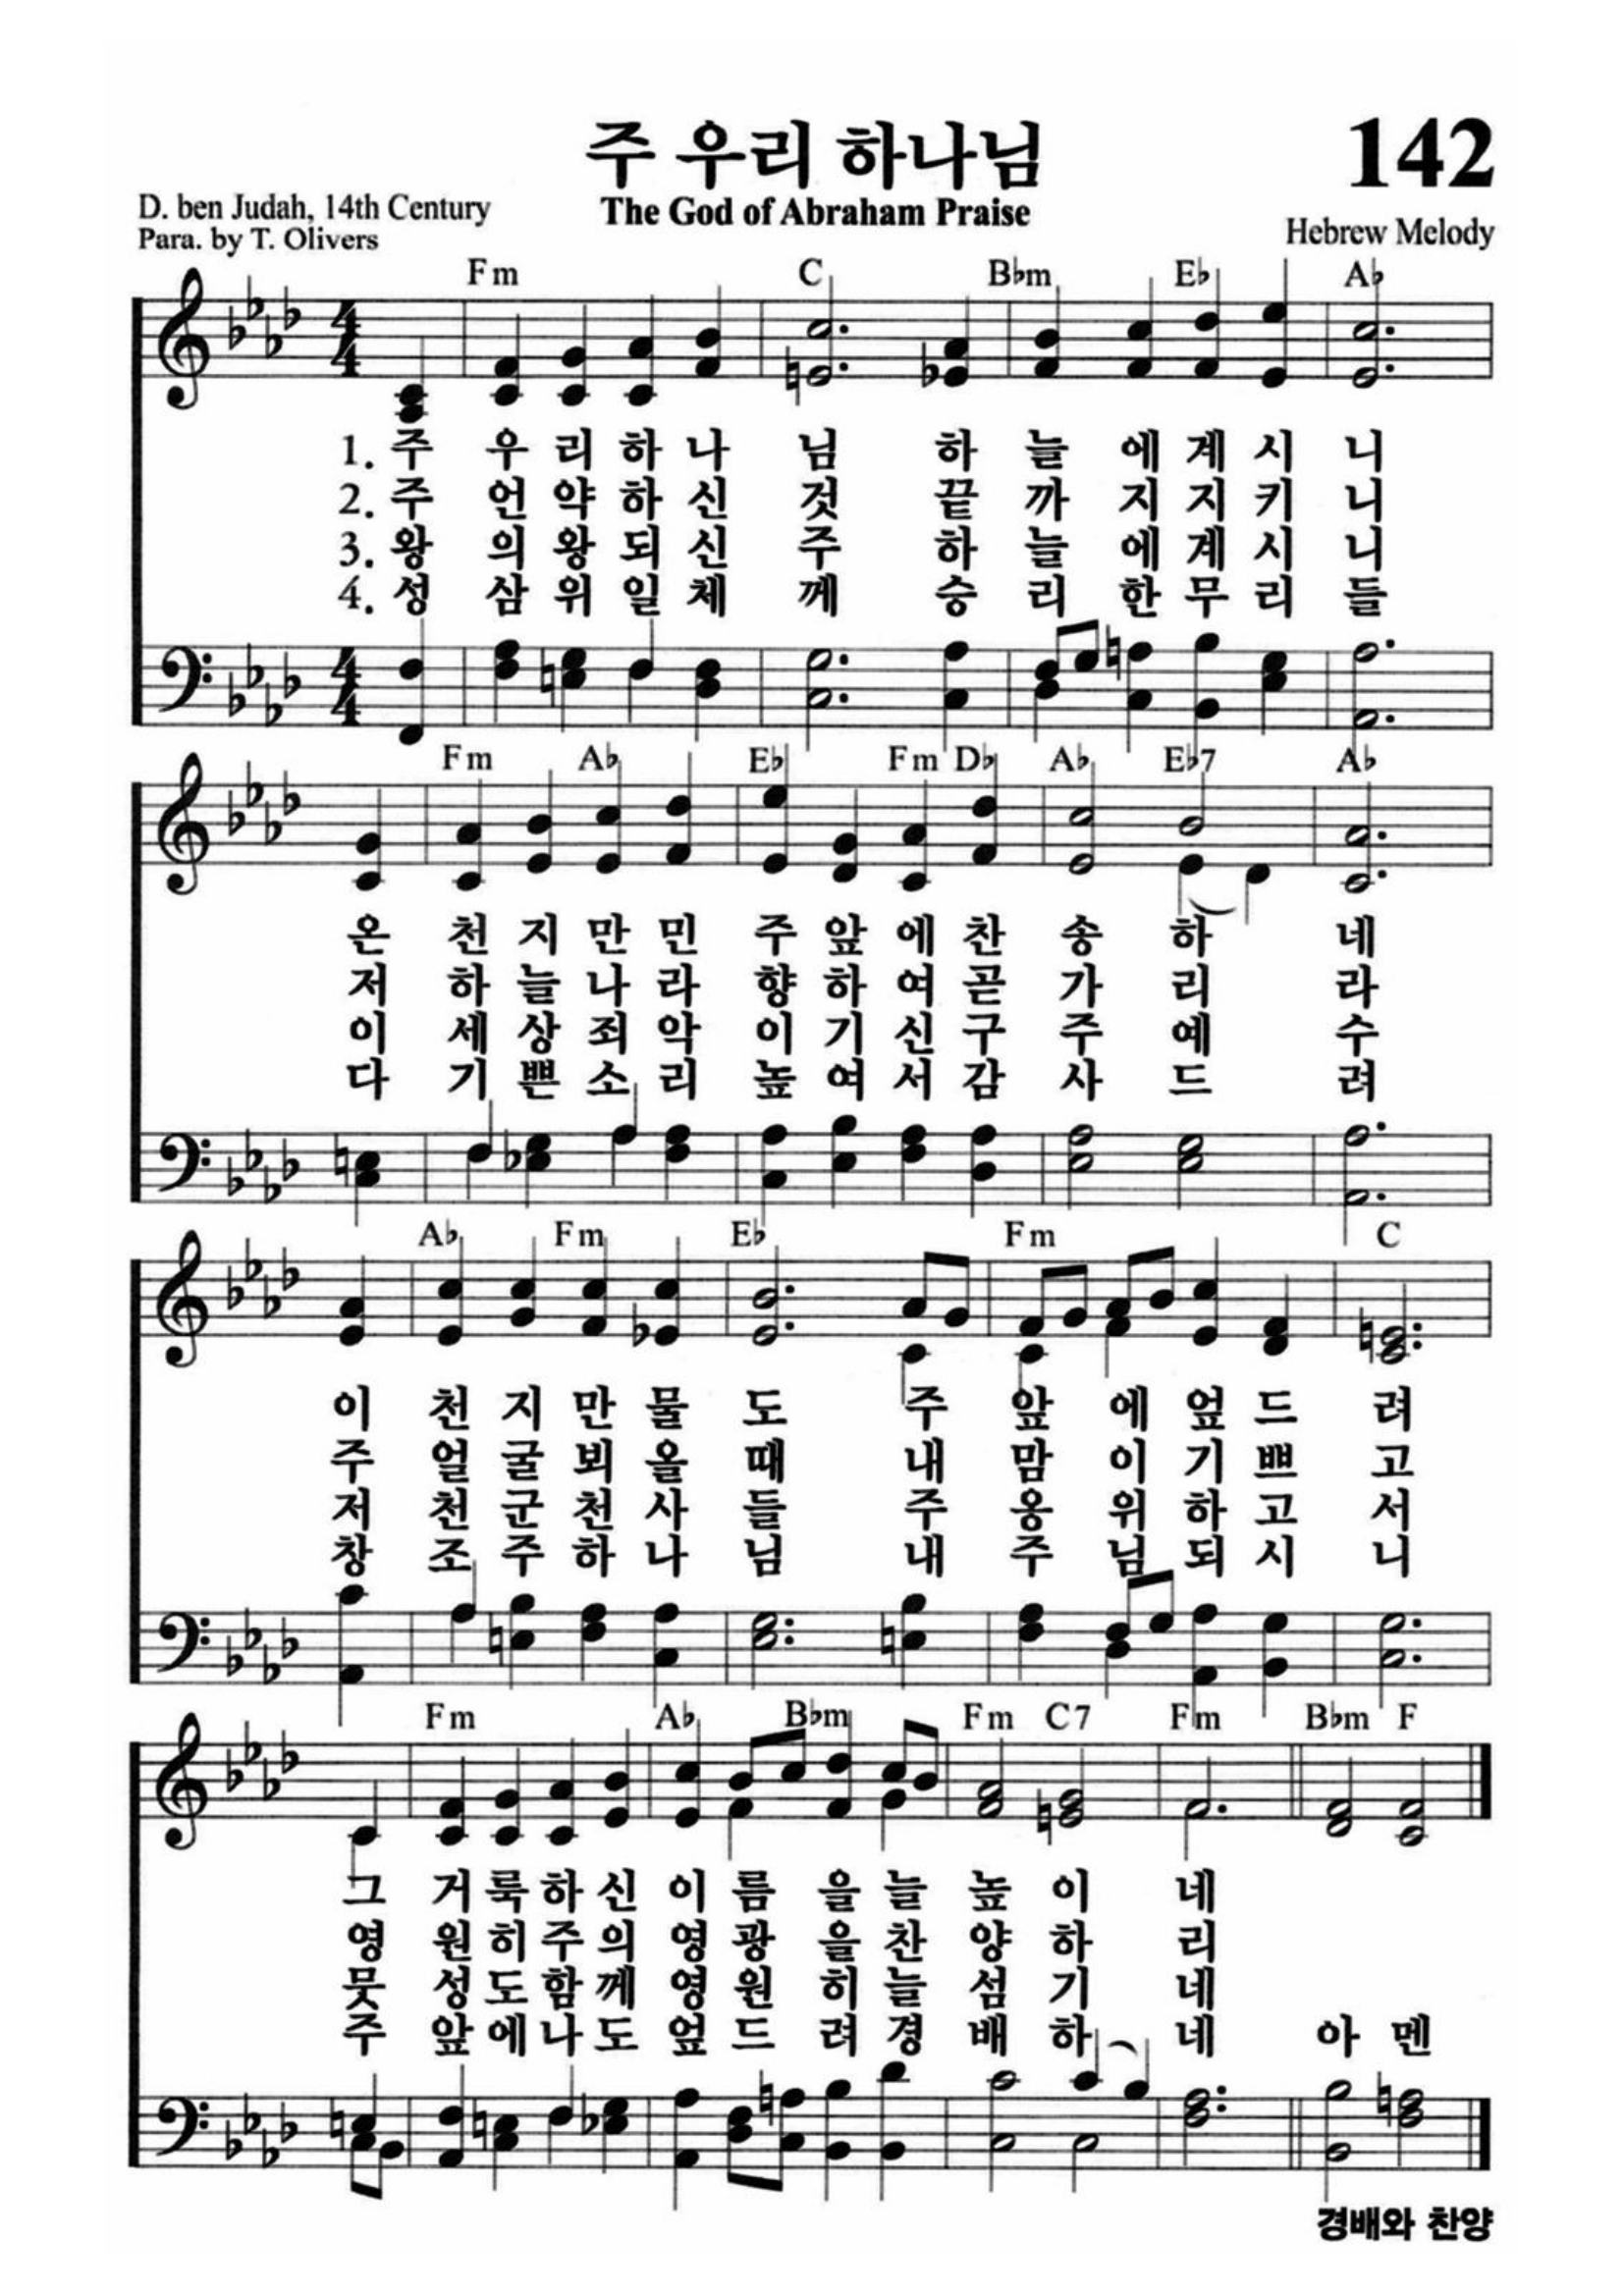 주 우리 하나님
142
D. ben Judah, 14th Century
The God of Abraham Praise
Para. by T. Olivers
Hebrew Melody
Fm C B♭m E♭ A♭
4/4
1. 주 우 리 하 나 님 하 늘 에 계 시 니
2. 주 언 약 하 신 것 끝 까 지 지 키 니
3. 왕 의 왕 되 신 주 하 늘 에 계 시 니
4. 성 삼 위 일 체 께 승 리 한 무 리 들
4/4
Fm A♭ E♭ Fm D♭ A♭ E♭7 A♭
온 천 지 만 민 주 앞 에 찬 송 하 네
저 하 늘 나 라 향 하 여 곧 가 리 라
이 세 상 죄 악 이 기 신 구 주 예 수
다 기 쁜 소 리 높 여 서 감 사 드 려
A♭ Fm E♭ Fm C
이 천 지 만 물 도 주 앞 에 엎 드 려
주 얼 굴 뵈 올 때 내 맘 이 기 쁘 고
저 천 군 천 사 들 주 옹 위 하 고 서
창 조 주 하 나 님 내 주 님 되 시 니
Fm A♭ B♭m Fm C7 Fm B♭m F
그 거 룩 하 신 이 름 을 늘 높 이 네
영 원 히 주 의 영 광 을 찬 양 하 리
뭇 성 도 함 께 영 원 히 늘 섬 기 네
주 앞 에 나 도 엎 드 려 경 배 하 네 아 멘
경배와 찬양